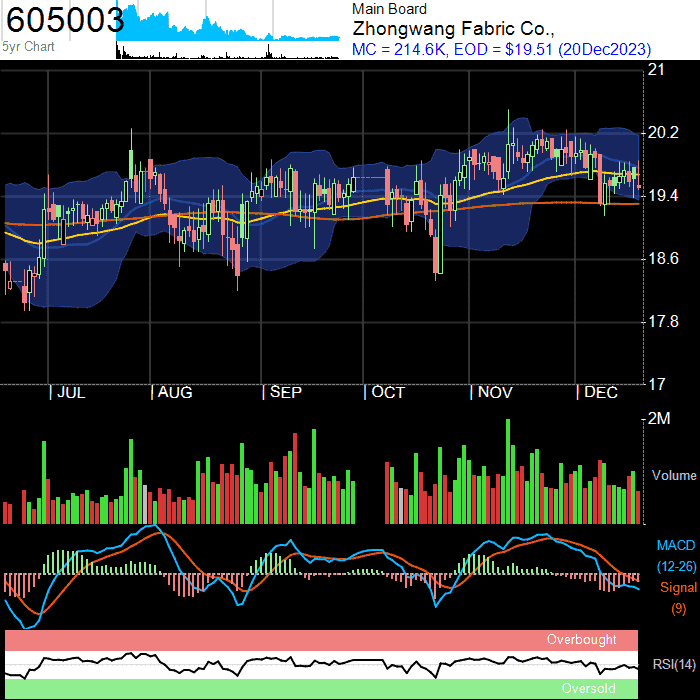 605003
5yr Chart
Main Board
Zhongwang Fabric Co.,
MC = 214.6K, EOD = $19.51 (20Dec2023)
21
20.2
19.4
18.6
17.8
17
JUL
AUG
SEP
OCT
NOV
DEC
2M
Volume
MACD
(12-26)
Signal
(9)
Overbought
RSI(14)
Oversold